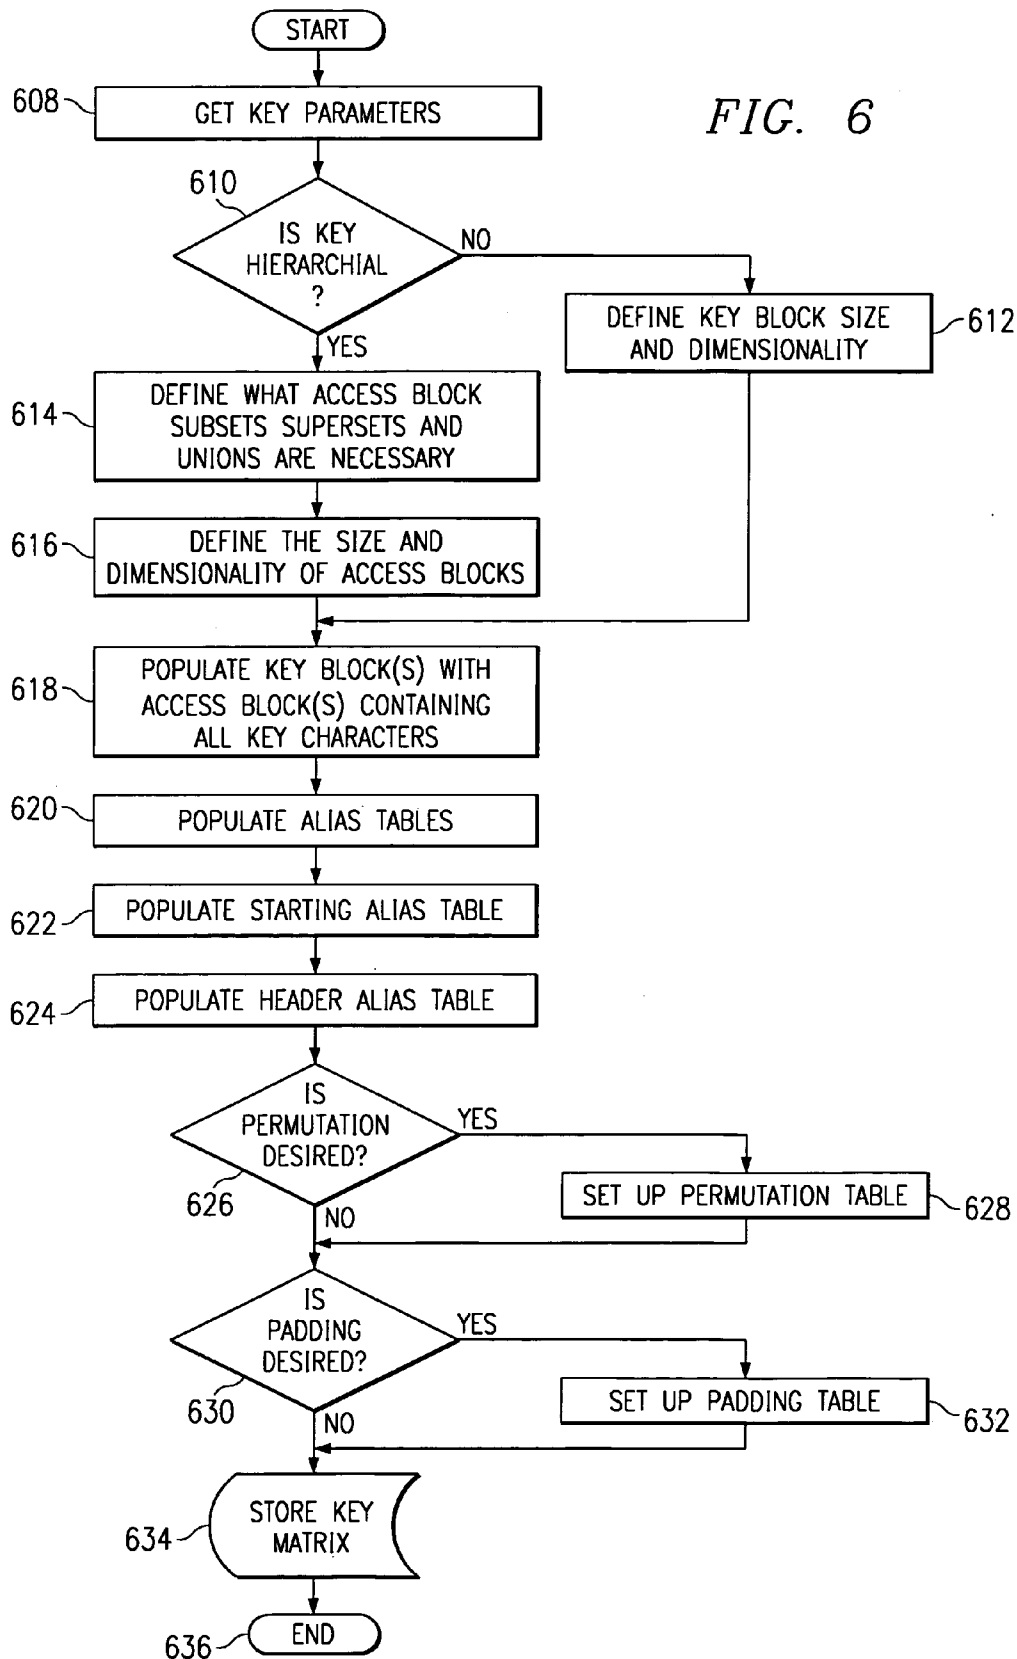 START
608
GET KEY PARAMETERS
FIG. 6
610
IS KEY
HIERARCHIAL
?
NO
YES
DEFINE KEY BLOCK SIZE
AND DIMENSIONALITY
612
614
DEFINE WHAT ACCESS BLOCK
SUBSETS SUPERSETS AND
UNIONS ARE NECESSARY
616
DEFINE THE SIZE AND
DIMENSIONALITY OF ACCESS BLOCKS
618
POPULATE KEY BLOCK(S) WITH
ACCESS BLOCK(S) CONTAINING
ALL KEY CHARACTERS
620
POPULATE ALIAS TABLES
622
POPULATE STARTING ALIAS TABLE
624
POPULATE HEADER ALIAS TABLE
IS
PERMUTATION
DESIRED?
YES
626
NO
SET UP PERMUTATION TABLE
628
IS
PADDING
DESIRED?
YES
630
NO
SET UP PADDING TABLE
632
634
STORE KEY
MATRIX
636
END